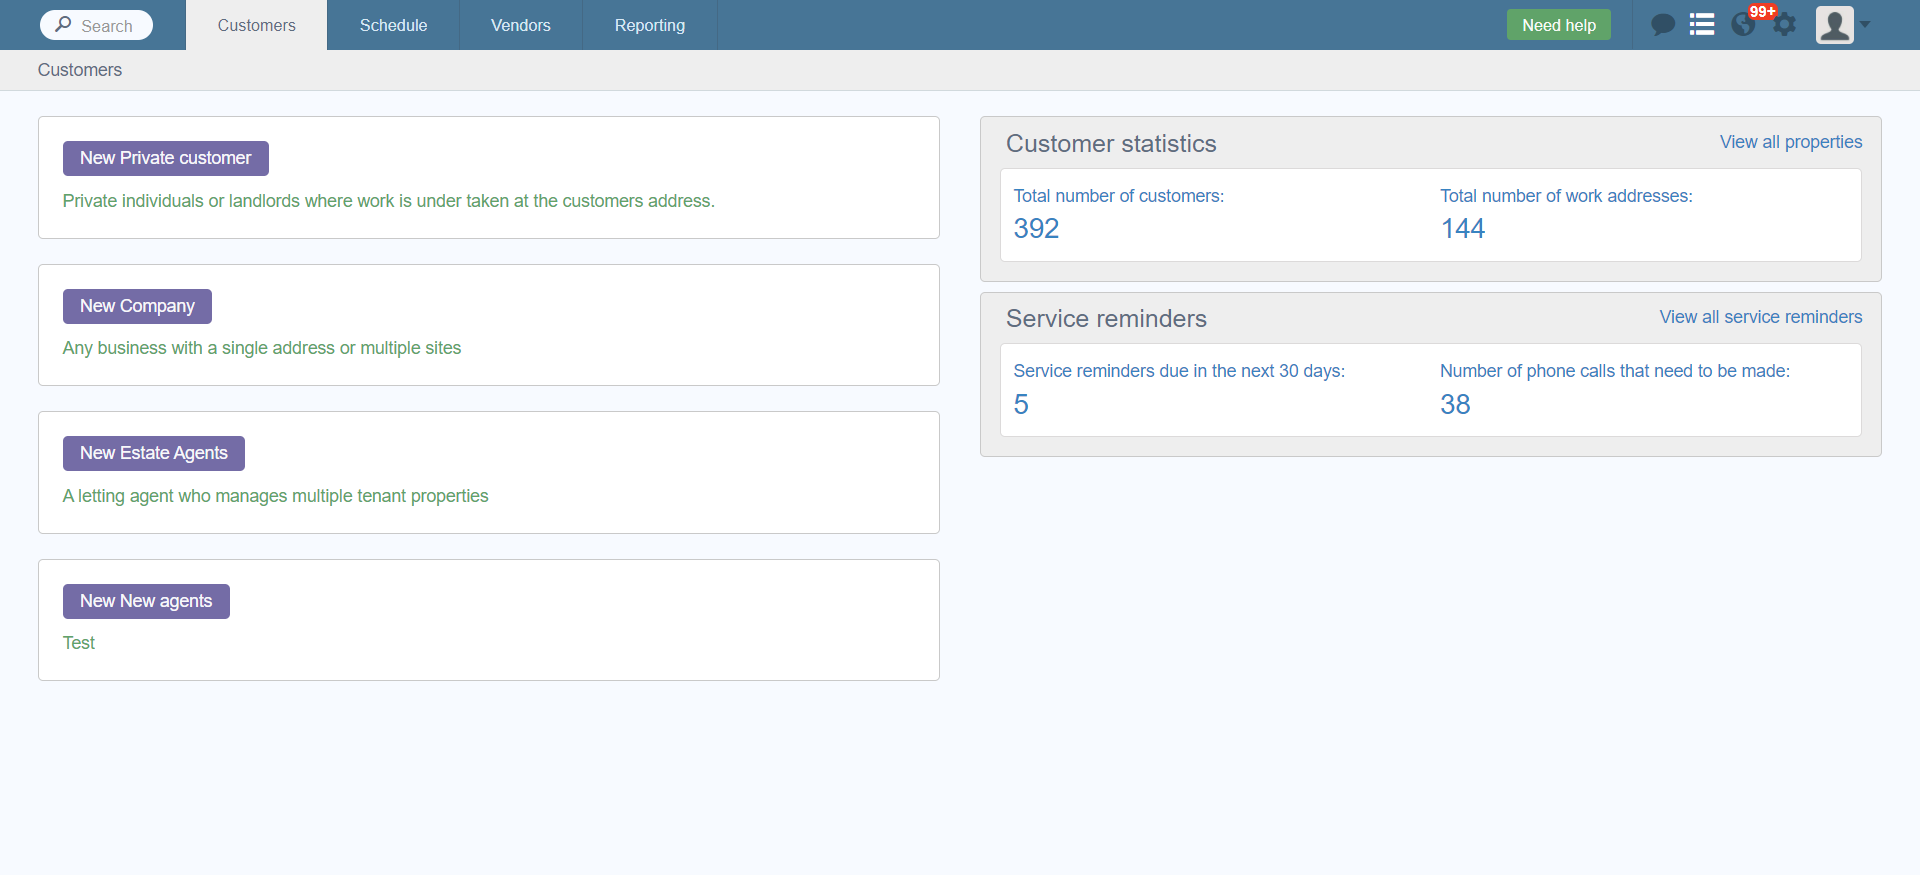 Search
Customers
Schedule
Vendors
Reporting
Need help
99+
Customers
New Private customer
Private individuals or landlords where work is under taken at the customers address.
New Company
Any business with a single address or multiple sites
New Estate Agents
A letting agent who manages multiple tenant properties
New New agents
Test
Customer statistics
View all properties
Total number of customers:
392
Total number of work addresses:
144
Service reminders
View all service reminders
Service reminders due in the next 30 days:
5
Number of phone calls that need to be made:
38